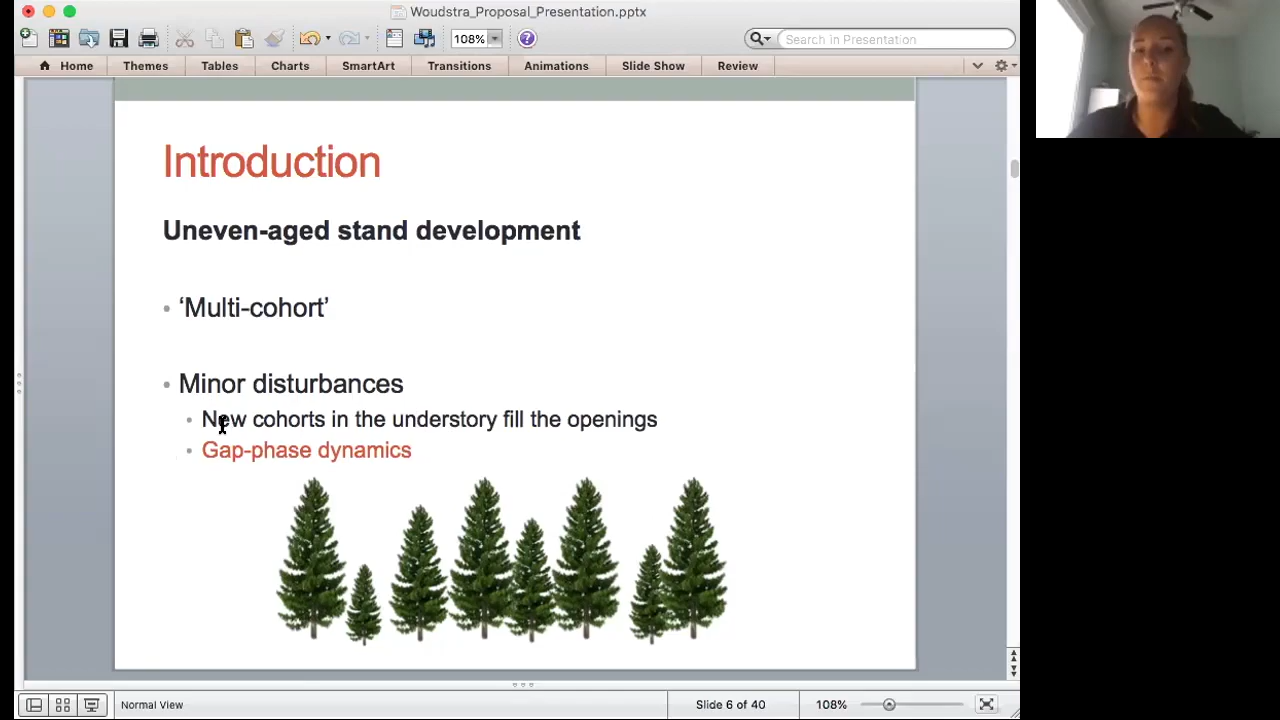 Woudstra_Proposal_Presentation.pptx
108%
Search in Presentation
Home Themes Tables Charts SmartArt Transitions Animations Slide Show Review
Introduction
Uneven-aged stand development
• ‘Multi-cohort’
• Minor disturbances
• New cohorts in the understory fill the openings
• Gap-phase dynamics
Normal View Slide 6 of 40 108%